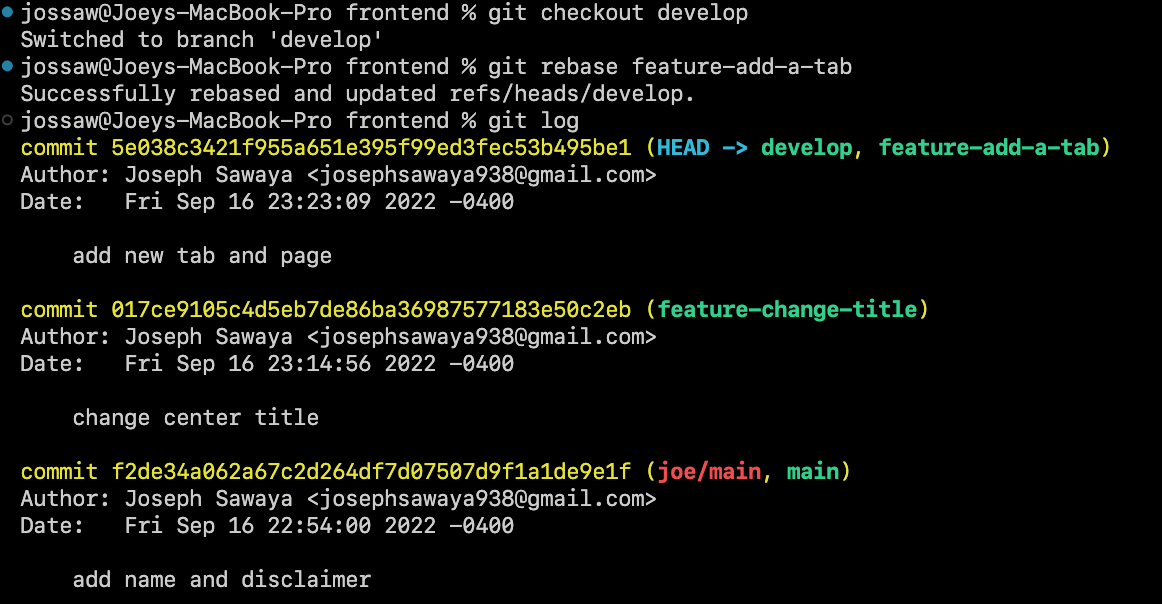 jossaw@Joeys-MacBook-Pro frontend % git checkout develop
Switched to branch 'develop'
jossaw@Joeys-MacBook-Pro frontend % git rebase feature-add-a-tab
Successfully rebased and updated refs/heads/develop.
jossaw@Joeys-MacBook-Pro frontend % git log
commit 5e038c3421f955a651e395f99ed3fec53b495be1 (HEAD -> develop, feature-add-a-tab)
Author: Joseph Sawaya <josephsawaya938@gmail.com>
Date:   Fri Sep 16 23:23:09 2022 -0400
    add new tab and page
commit 017ce9105c4d5eb7de86ba36987577183e50c2eb (feature-change-title)
Author: Joseph Sawaya <josephsawaya938@gmail.com>
Date:   Fri Sep 16 23:14:56 2022 -0400
    change center title
commit f2de34a062a67c2d264df7d07507d9f1a1de9e1f (joe/main, main)
Author: Joseph Sawaya <josephsawaya938@gmail.com>
Date:   Fri Sep 16 22:54:00 2022 -0400
    add name and disclaimer